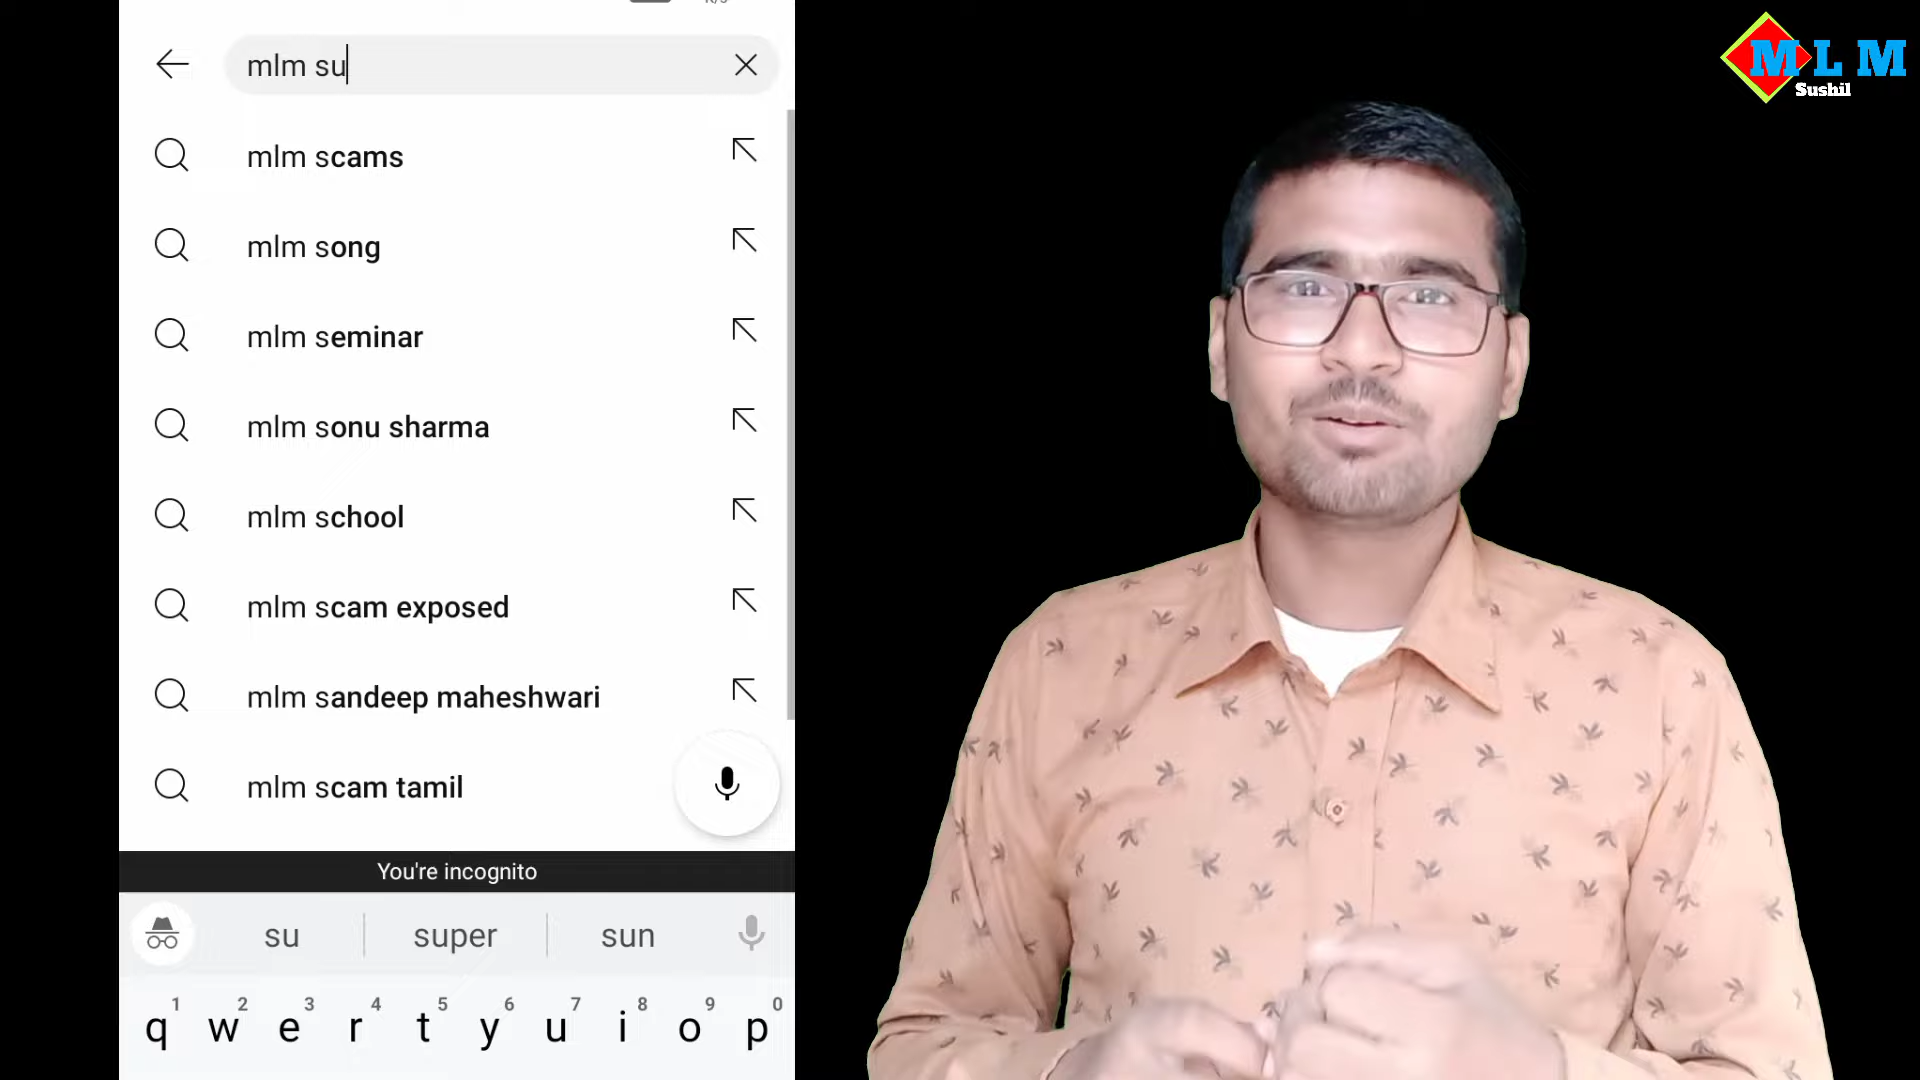 mlm su
mlm scams
mlm song
mlm seminar
mlm sonu sharma
mlm school
mlm scam exposed
mlm sandeep maheshwari
mlm scam tamil
You're incognito
su super sun
1 2 3 4 5 6 7 8 9 0
q w e r t y u i o p
MLM
Sushil